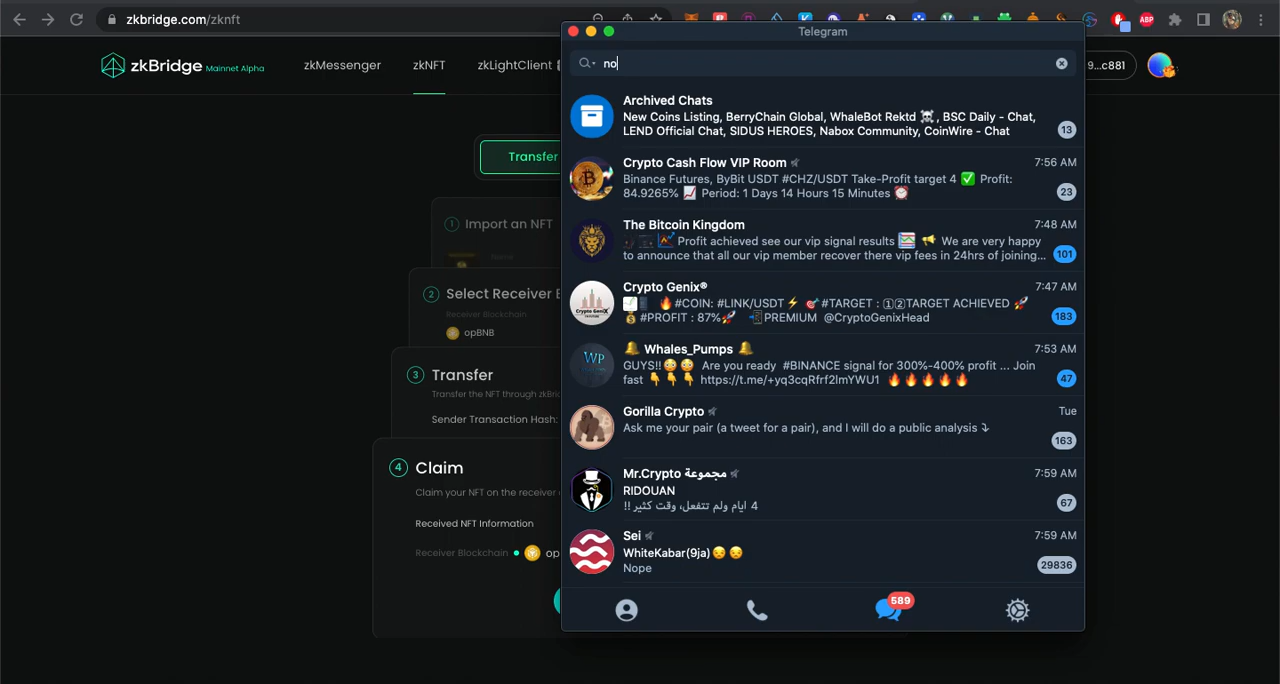 zkbridge.com/zknft
ABP
zkBridge Mainnet Alpha
zkMessenger
zkNFT
zkLightClient
9...c881
Transfer
1 Import an NFT
2 Select Receiver
Receiver Blockchain
opBNB
3 Transfer
Transfer the NFT through
Sender Transaction Hash:
4 Claim
Claim your NFT on the receiver
Received NFT Information
Receiver Blockchain
Telegram
no
Archived Chats
New Coins Listing, BerryChain Global, WhaleBot Rektd ☠️, BSC Daily - Chat,
LEND Official Chat, SIDUS HEROES, Nabox Community, CoinWire - Chat
13
Crypto Cash Flow VIP Room
7:56 AM
Binance Futures, ByBit USDT #CHZ/USDT Take-Profit target 4 ✅ Profit:
84.9265% 📈 Period: 1 Days 14 Hours 15 Minutes ⏰
23
The Bitcoin Kingdom
7:48 AM
Profit achieved see our vip signal results 💹 📢 We are very happy
to announce that all our vip member recover there vip fees in 24hrs of joining...
101
Crypto GeniX
Crypto Genix®
7:47 AM
🔥#COIN: #LINK/USDT⚡ 🎯#TARGET : ①②TARGET ACHIEVED 🚀
💰#PROFIT : 87%🚀 📲PREMIUM @CryptoGenixHead
183
WP
🔔 Whales_Pumps 🔔
7:53 AM
GUYS!!😳😳 Are you ready #BINANCE signal for 300%-400% profit ... Join
fast 👇👇👇 https://t.me/+yq3cqRfrf2lmYWU1 🔥🔥🔥🔥🔥
47
Gorilla Crypto
Tue
Ask me your pair (a tweet for a pair), and I will do a public analysis ⤵
163
Mr.Crypto مجموعة
7:59 AM
RIDOUAN
4 ايام ولم تتفعل، وقت كثير !!
67
Sei
7:59 AM
WhiteKabar(9ja)😒😒
Nope
29836
589